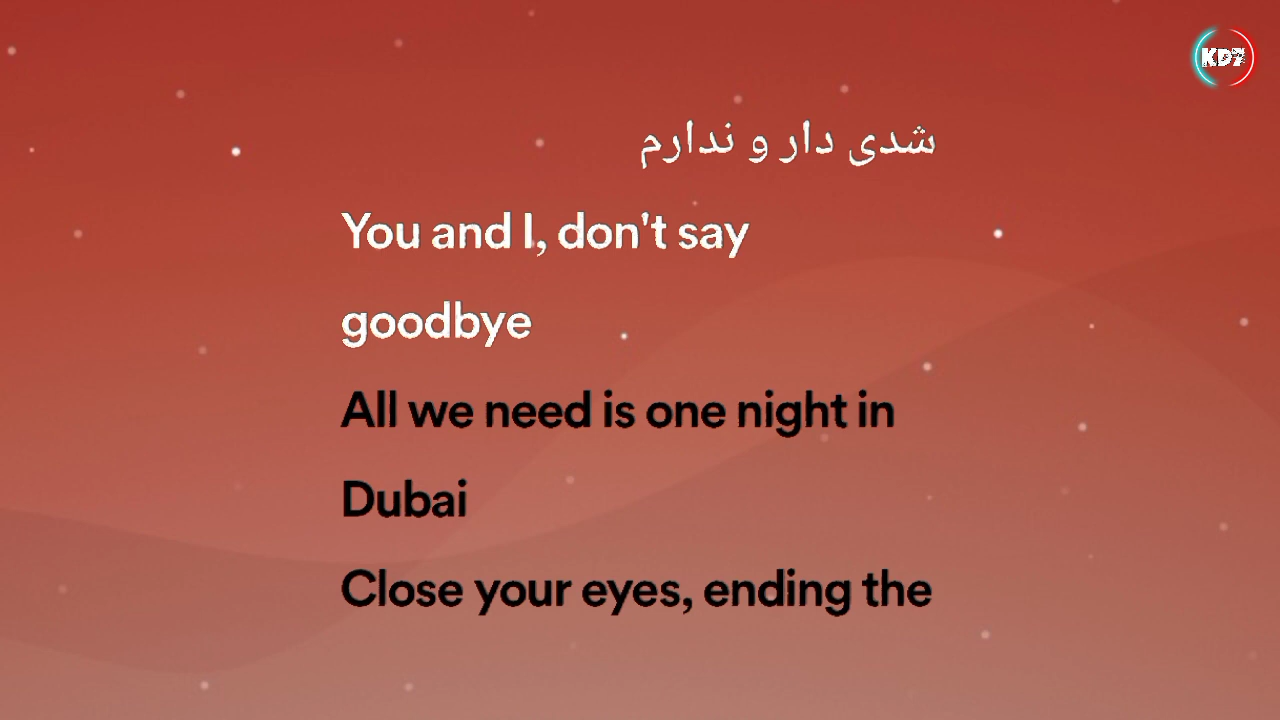 KD7
شدی دار و ندارم
You and I, don't say
goodbye
All we need is one night in
Dubai
Close your eyes, ending the